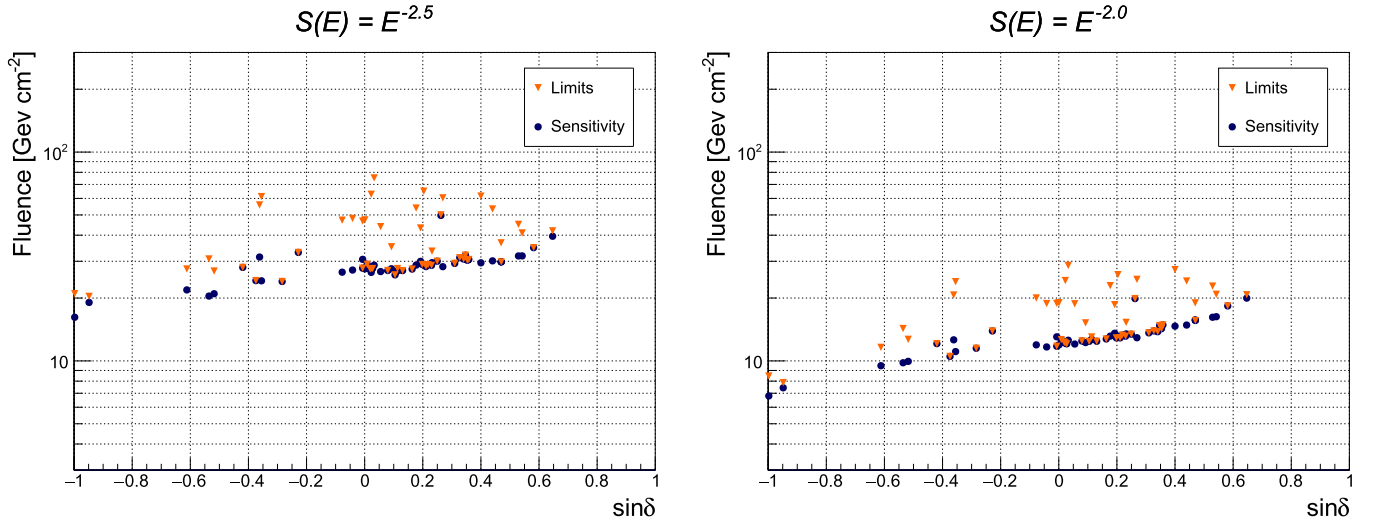 S(E) = E^-2.5
Fluence [Gev cm^-2]
Limits
Sensitivity
10^2
10
−1 −0.8 −0.6 −0.4 −0.2 0 0.2 0.4 0.6 0.8 1
sinδ
S(E) = E^-2.0
Fluence [Gev cm^-2]
Limits
Sensitivity
10^2
10
−1 −0.8 −0.6 −0.4 −0.2 0 0.2 0.4 0.6 0.8 1
sinδ